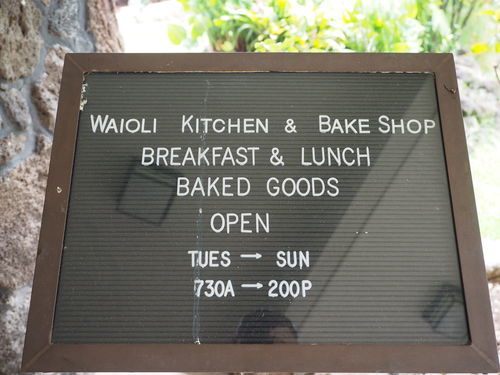 WAIOLI KITCHEN & BAKE SHOP
BREAKFAST & LUNCH
BAKED GOODS
OPEN
TUES → SUN
730A → 200P